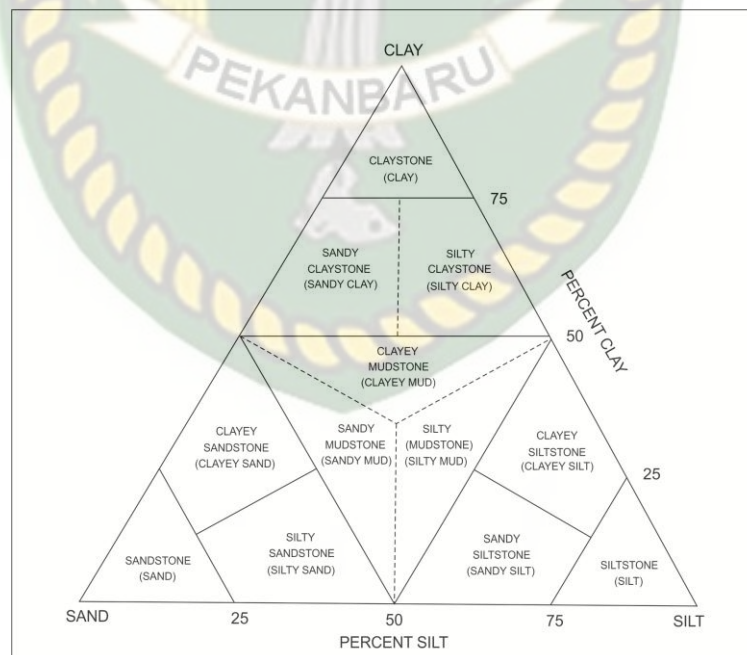 CLAY
PEKANBARU
CLAYSTONE
(CLAY)
75
SANDY
CLAYSTONE
(SANDY CLAY)
SILTY
CLAYSTONE
(SILTY CLAY)
PERCENT CLAY
50
CLAYEY
MUDSTONE
(CLAYEY MUD)
CLAYEY
SANDSTONE
(CLAYEY SAND)
SANDY
MUDSTONE
(SANDY MUD)
SILTY
(MUDSTONE)
(SILTY MUD)
CLAYEY
SILTSTONE
(CLAYEY SILT)
25
SANDSTONE
(SAND)
SILTY
SANDSTONE
(SILTY SAND)
SANDY
SILTSTONE
(SANDY SILT)
SILTSTONE
(SILT)
SAND
25
50
75
SILT
PERCENT SILT